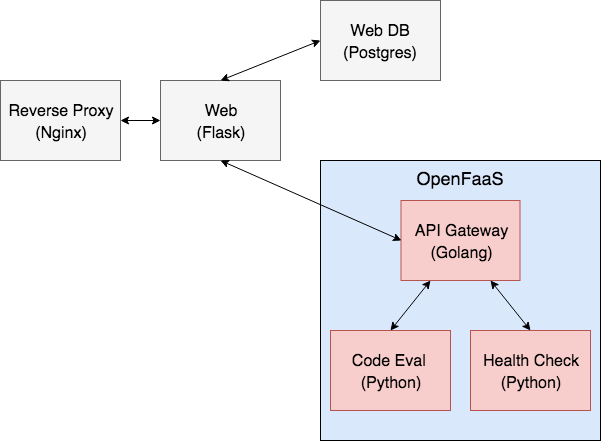 Web DB
(Postgres)
Reverse Proxy
(Nginx)
Web
(Flask)
OpenFaaS
API Gateway
(Golang)
Code Eval
(Python)
Health Check
(Python)